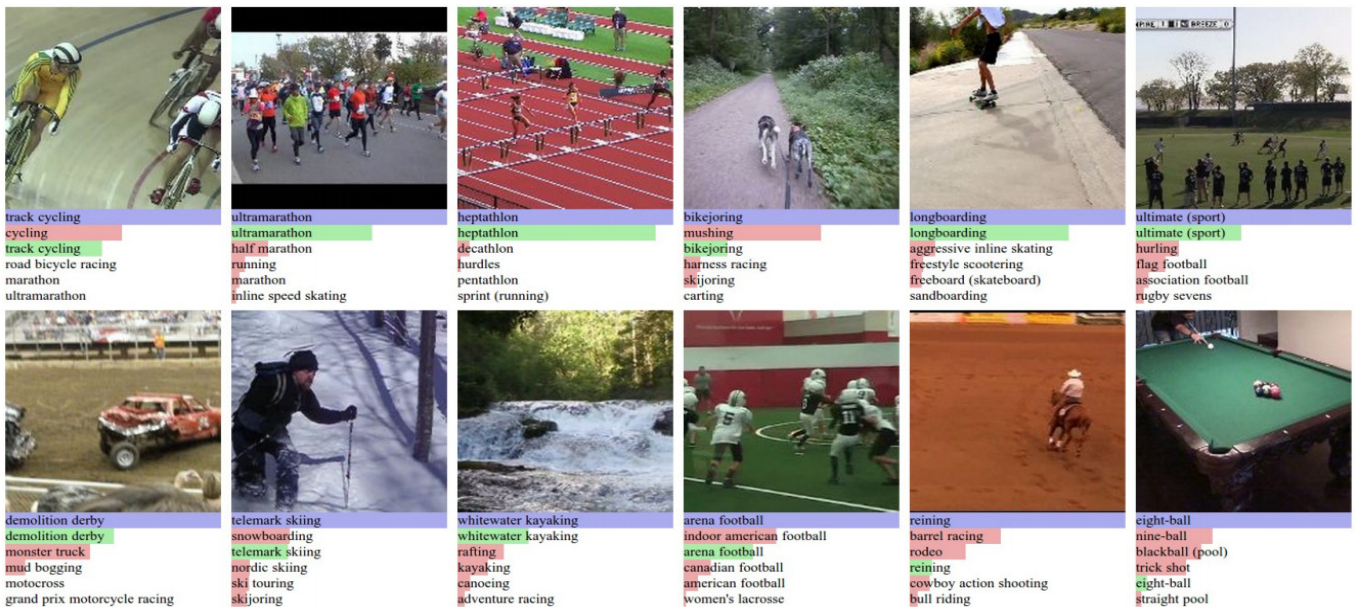 MPIRE 1 BREEZE 0
track cycling
cycling
track cycling
road bicycle racing
marathon
ultramarathon
ultramarathon
ultramarathon
half marathon
running
marathon
inline speed skating
heptathlon
heptathlon
decathlon
hurdles
pentathlon
sprint (running)
bikejoring
mushing
bikejoring
harness racing
skijoring
carting
longboarding
longboarding
aggressive inline skating
freestyle scootering
freeboard (skateboard)
sandboarding
ultimate (sport)
ultimate (sport)
hurling
flag football
association football
rugby sevens
demolition derby
demolition derby
monster truck
mud bogging
motocross
grand prix motorcycle racing
telemark skiing
snowboarding
telemark skiing
nordic skiing
ski touring
skijoring
whitewater kayaking
whitewater kayaking
rafting
kayaking
canoeing
adventure racing
5
11
arena football
indoor american football
arena football
canadian football
american football
women's lacrosse
reining
barrel racing
rodeo
reining
cowboy action shooting
bull riding
eight-ball
nine-ball
blackball (pool)
trick shot
eight-ball
straight pool